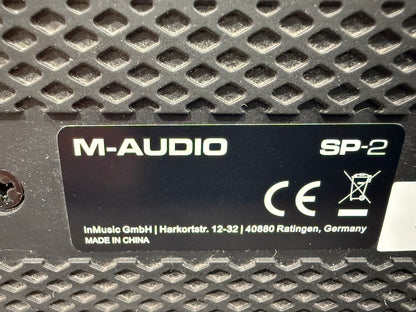 M-AUDIO SP-2
CE
inMusic GmbH | Harkortstr. 12-32 | 40880 Ratingen, Germany
MADE IN CHINA